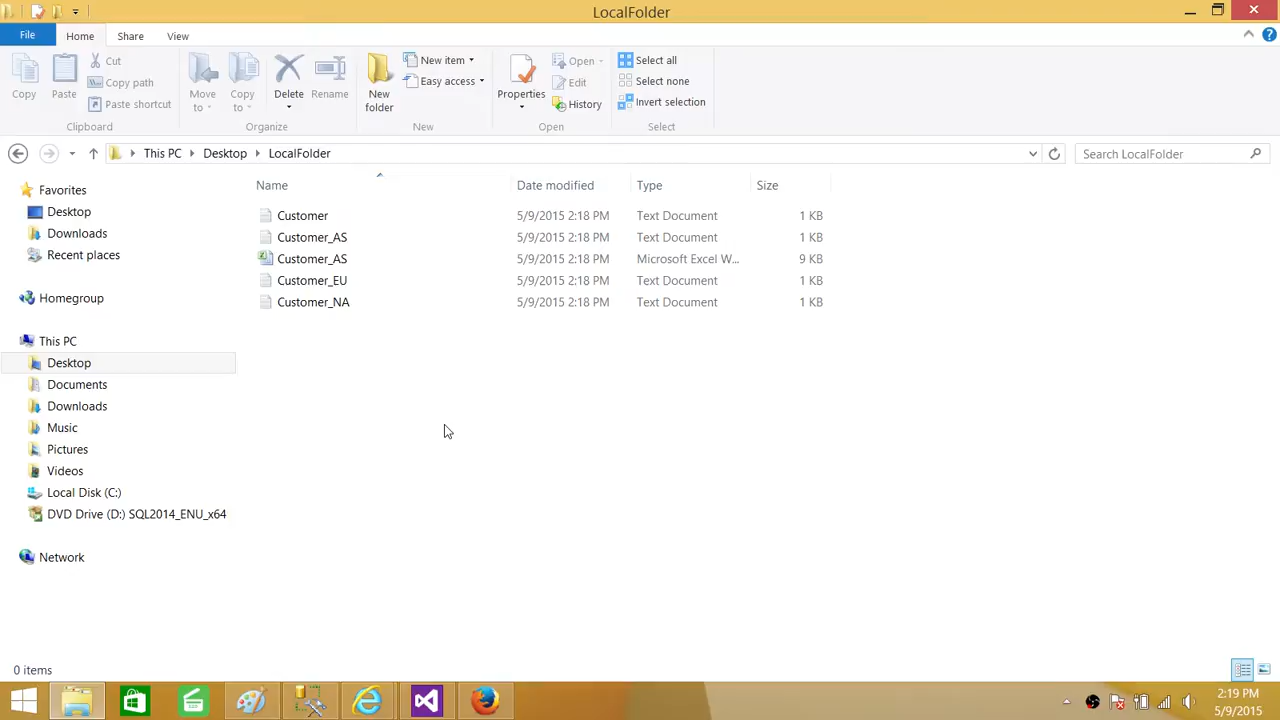 LocalFolder
File Home Share View
Copy Paste Cut Copy path Paste shortcut
Move to Copy to Delete Rename
New folder New item Easy access
Properties Open Edit History
Select all Select none Invert selection
Clipboard Organize New Open Select
This PC Desktop LocalFolder Search LocalFolder
Favorites
Desktop
Downloads
Recent places
Homegroup
This PC
Desktop
Documents
Downloads
Music
Pictures
Videos
Local Disk (C:)
DVD Drive (D:) SQL2014_ENU_x64
Network
Name Date modified Type Size
Customer 5/9/2015 2:18 PM Text Document 1 KB
Customer_AS 5/9/2015 2:18 PM Text Document 1 KB
Customer_AS 5/9/2015 2:18 PM Microsoft Excel W... 9 KB
Customer_EU 5/9/2015 2:18 PM Text Document 1 KB
Customer_NA 5/9/2015 2:18 PM Text Document 1 KB
0 items
2:19 PM
5/9/2015